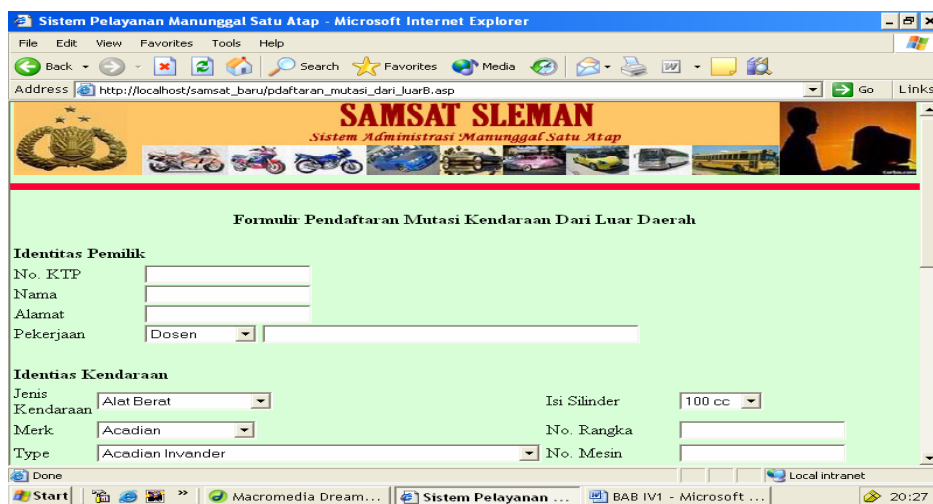 Sistem Pelayanan Manunggal Satu Atap - Microsoft Internet Explorer
File Edit View Favorites Tools Help
Back Search Favorites Media
Address http://localhost/samsat_baru/pdaftaran_mutasi_dari_luarB.asp Go Links
SAMSAT SLEMAN
Sistem Administrasi Manunggal Satu Atap
Formulir Pendaftaran Mutasi Kendaraan Dari Luar Daerah
Identitas Pemilik
No. KTP
Nama
Alamat
Pekerjaan Dosen
Identias Kendaraan
Jenis Kendaraan Alat Berat Isi Silinder 100 cc
Merk Acadian No. Rangka
Type Acadian Invander No. Mesin
Done Local intranet
Start » Macromedia Dream... Sistem Pelayanan ... BAB IV1 - Microsoft ... 20:27